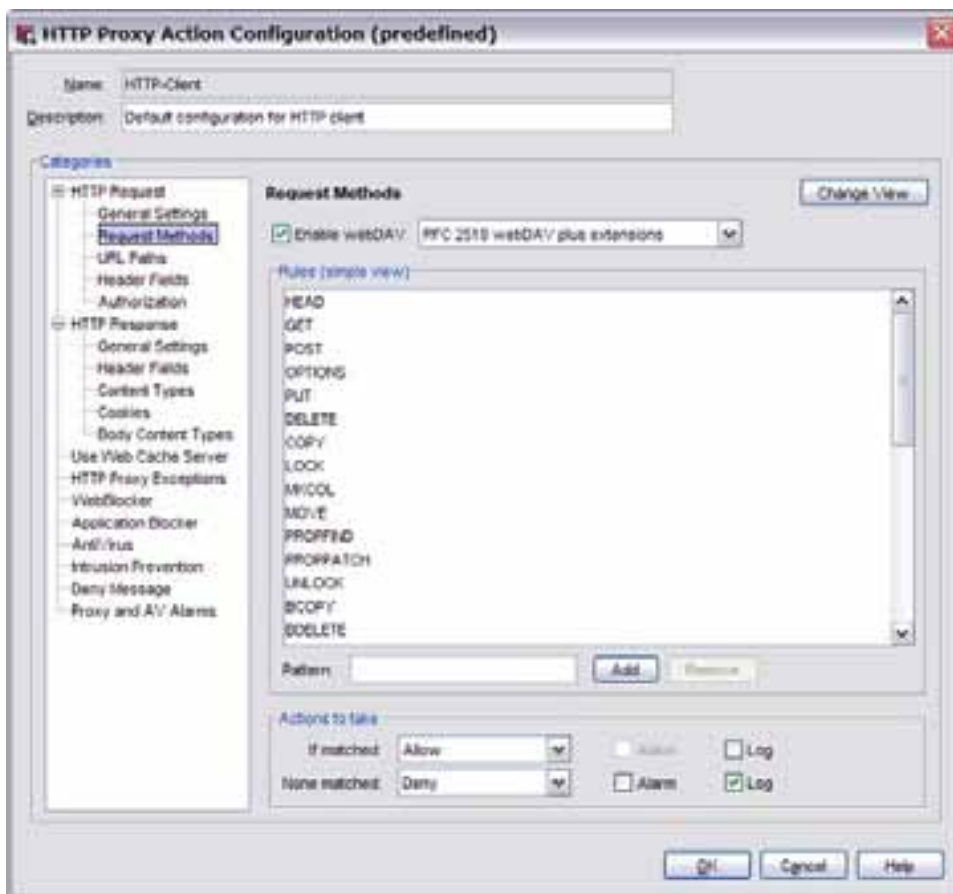 HTTP Proxy Action Configuration (predefined)
Name: HTTP-Client
Description: Default configuration for HTTP client
Categories
HTTP Request
General Settings
Request Methods
URL Paths
Header Fields
Authorization
HTTP Response
General Settings
Header Fields
Content Types
Cookies
Body Content Types
Use Web Cache Server
HTTP Proxy Exceptions
WebBlocker
Application Blocker
AntiVirus
Intrusion Prevention
Deny Message
Proxy and AV Alarms
Request Methods
Change View
Enable webDAV RFC 2518 webDAV plus extensions
Rules (simple view)
HEAD
GET
POST
OPTIONS
PUT
DELETE
COPY
LOCK
MKCOL
MOVE
PROPFIND
PROPPATCH
UNLOCK
BCOPY
BDELETE
Pattern: Add Remove
Actions to take
If matched: Allow Alarm Log
None matched: Deny Alarm Log
OK Cancel Help